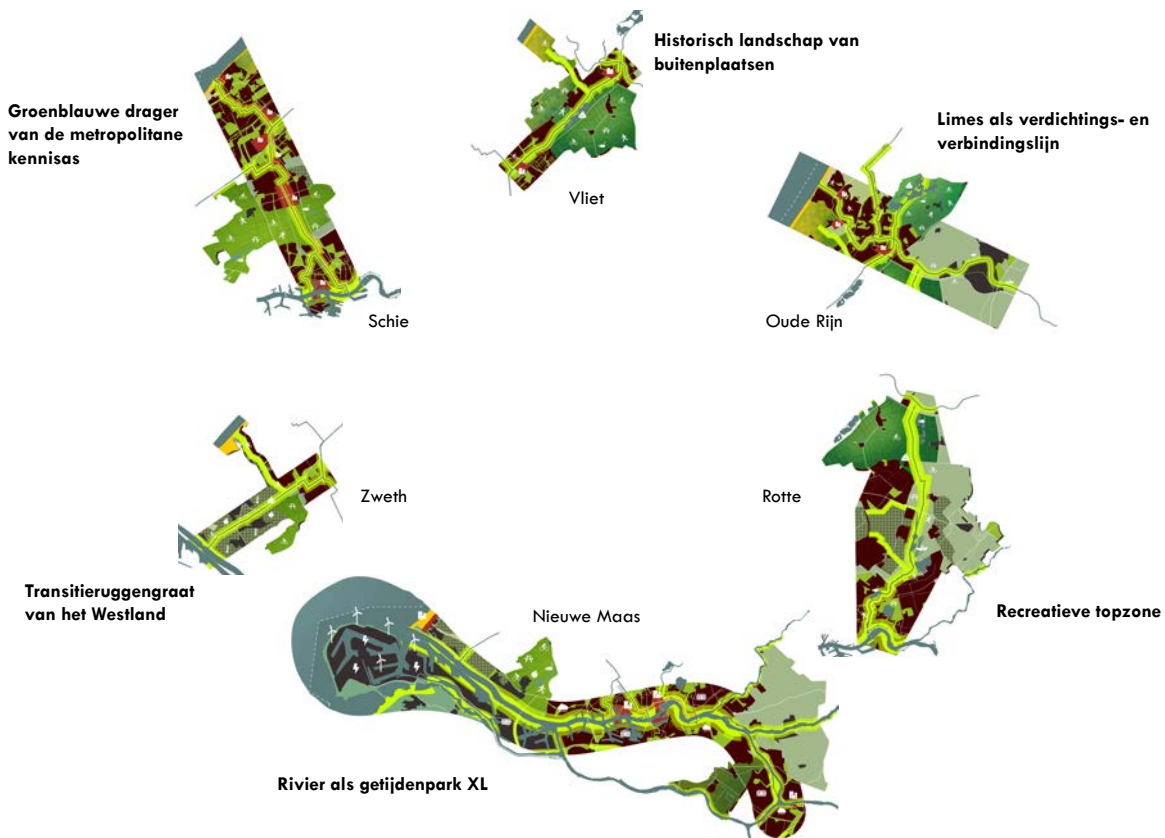 Historisch landschap van
buitenplaatsen
Groenblauwe drager
van de metropolitane
kennisas
Limes als verdichtings- en
verbindingslijn
Vliet
Schie
Oude Rijn
Zweth
Rotte
Transitieruggengraat
van het Westland
Nieuwe Maas
Recreatieve topzone
Rivier als getijdenpark XL